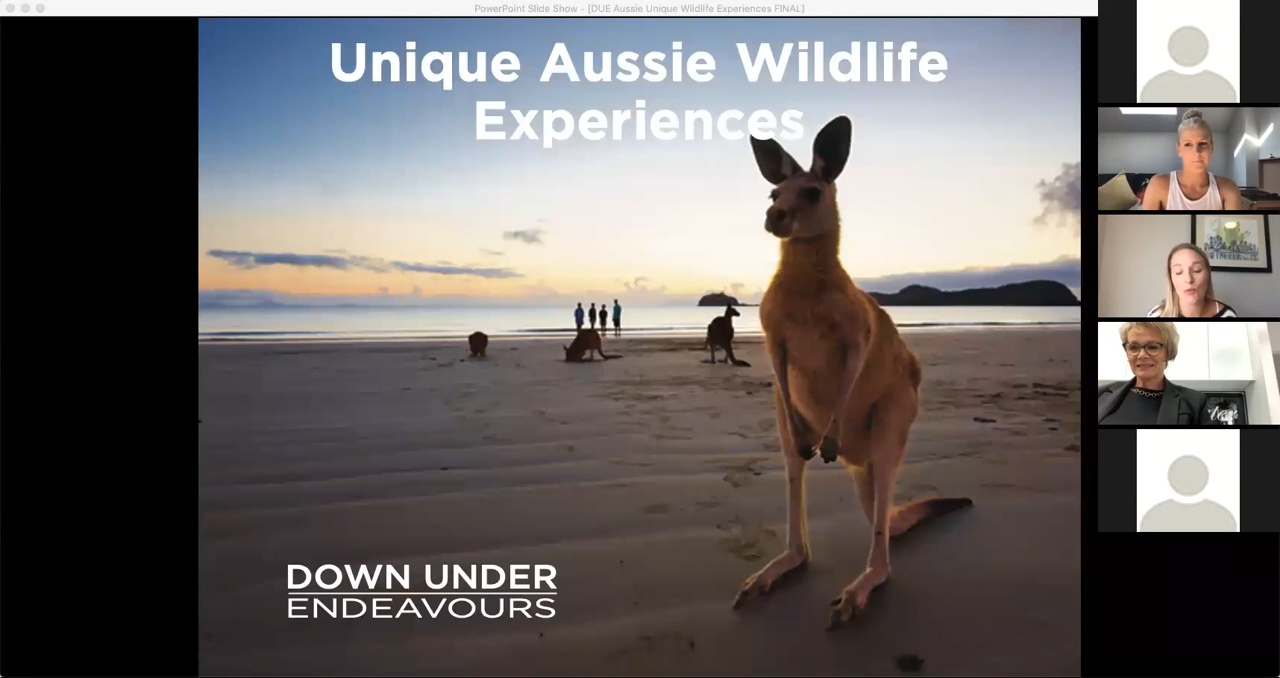 PowerPoint Slide Show - [DUE Aussie Unique Wildlife Experiences FINAL]
Unique Aussie Wildlife
Experiences
DOWN UNDER
ENDEAVOURS